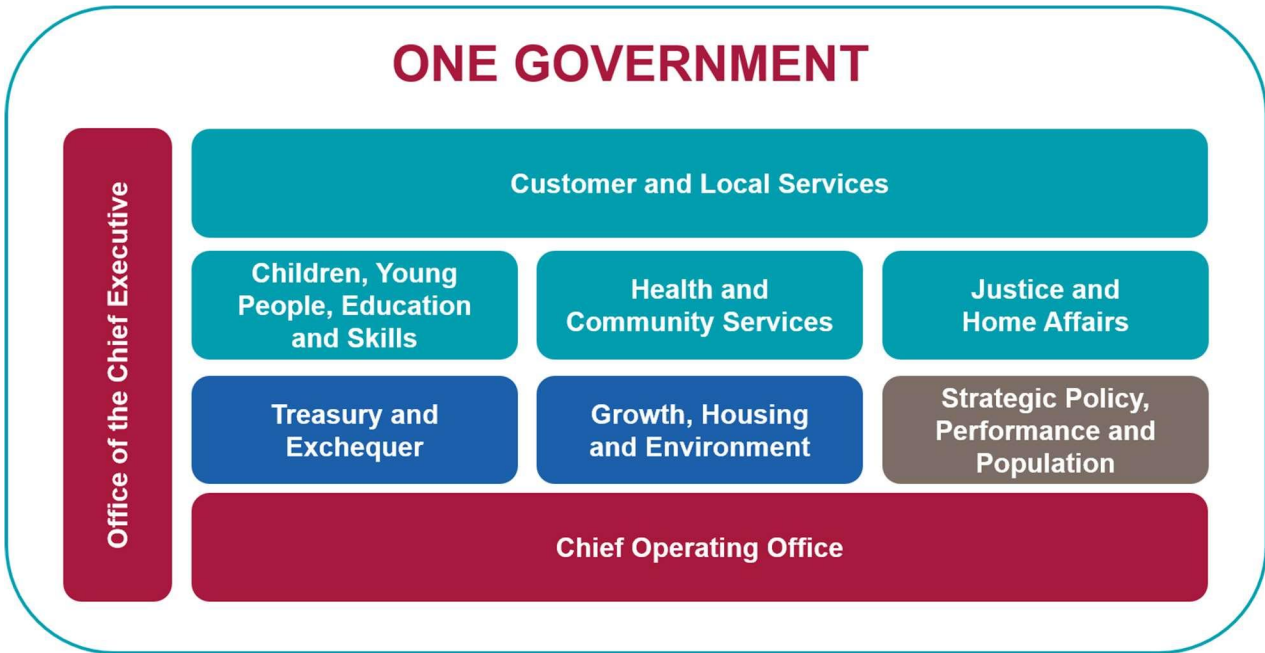 ONE GOVERNMENT
Office of the Chief Executive
Customer and Local Services
Children, Young
People, Education
and Skills
Health and
Community Services
Justice and
Home Affairs
Treasury and
Exchequer
Growth, Housing
and Environment
Strategic Policy,
Performance and
Population
Chief Operating Office